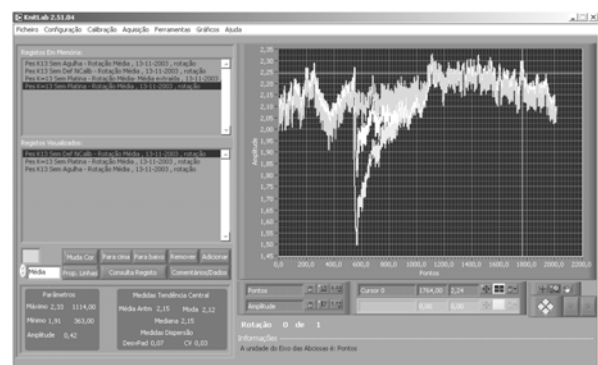 KnitLab 2.51.04
Ficheiro Configuração Calibração Aquisição Ferramentas Gráficos Ajuda
Registos Em Memória:
Pes K13 Sem Agulha - Rotação Média , 13-11-2003 , rotação
Pes K13 Sem Def NCalib - Rotação Média , 13-11-2003 , rotação
Pes K=13 Sem Platina - Rotação Média- Média extraída , 13-11-2003
Pes K=13 Sem Platina - Rotação Média , 13-11-2003 , rotação
Registos Visualizados:
Pes K13 Sem Def NCalib - Rotação Média , 13-11-2003 , rotação
Pes K=13 Sem Platina - Rotação Média , 13-11-2003 , rotação
Pes K13 Sem Agulha - Rotação Média , 13-11-2003 , rotação
Muda Cor Para cima Para baixo Remover Adicionar
Média Prop. Linhas Consulta Registo Comentários/Dados
Parâmetros
Máximo 2,33 1114,00
Mínimo 1,91 363,00
Amplitude 0,42
Medidas Tendência Central
Média Aritm 2,15 Moda 2,12
Mediana 2,15
Medidas Dispersão
DesvPad 0,07 CV 0,03
Amplitude
2,35
2,30
2,25
2,20
2,15
2,10
2,05
2,00
1,95
1,90
1,85
1,80
1,75
1,70
1,65
1,60
1,55
1,50
1,45
0,0 200,0 400,0 600,0 800,0 1000,0 1200,0 1400,0 1600,0 1800,0 2000,0 2200,0
Pontos
Pontos Cursor 0 1764,00 2,24
Amplitude 0,00 0,00
Rotação 0 de 1
Informações
A unidade do Eixo das Abcissas é: Pontos